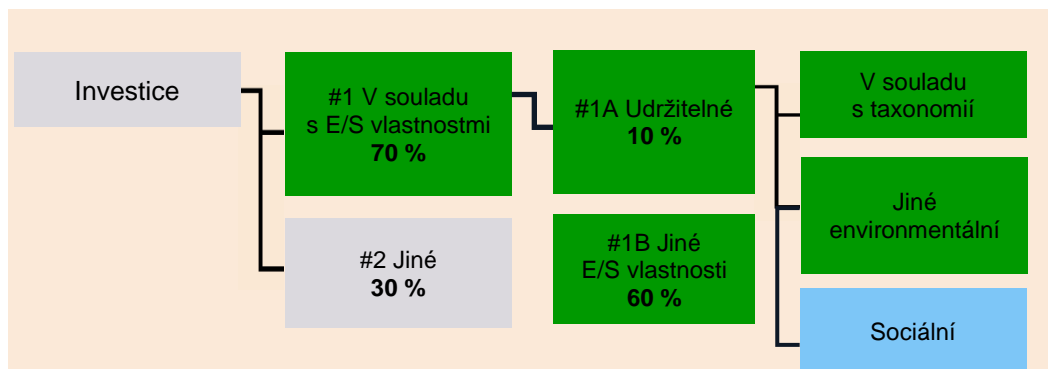 Investice
#1 V souladu
s E/S vlastnostmi
70 %
#2 Jiné
30 %
#1A Udržitelné
10 %
#1B Jiné
E/S vlastnosti
60 %
V souladu
s taxonomií
Jiné
environmentální
Sociální